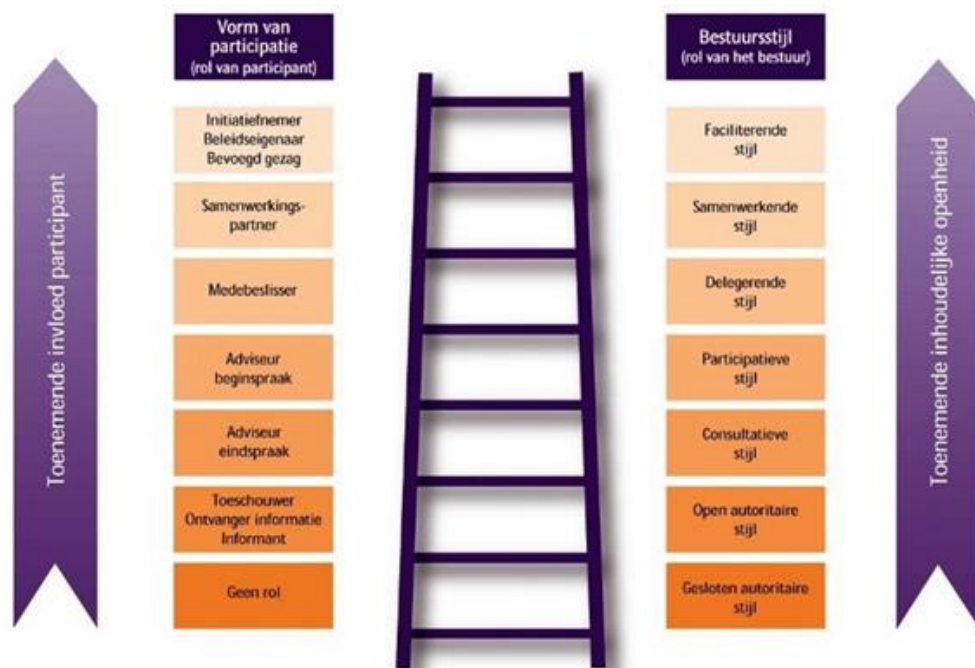 Vorm van
participatie
(rol van participant)
Bestuursstijl
(rol van het bestuur)
Toenemende invloed participant
Initiatiefnemer
Beleidseigenaar
Bevoegd gezag
Faciliterende
stijl
Samenwerkings-
partner
Samenwerkende
stijl
Medebeslisser
Delegerende
stijl
Adviseur
beginspraak
Participatieve
stijl
Adviseur
eindspraak
Consultatieve
stijl
Toeschouwer
Ontvanger informatie
Informant
Open autoritaire
stijl
Geen rol
Gesloten autoritaire
stijl
Toenemende inhoudelijke openheid